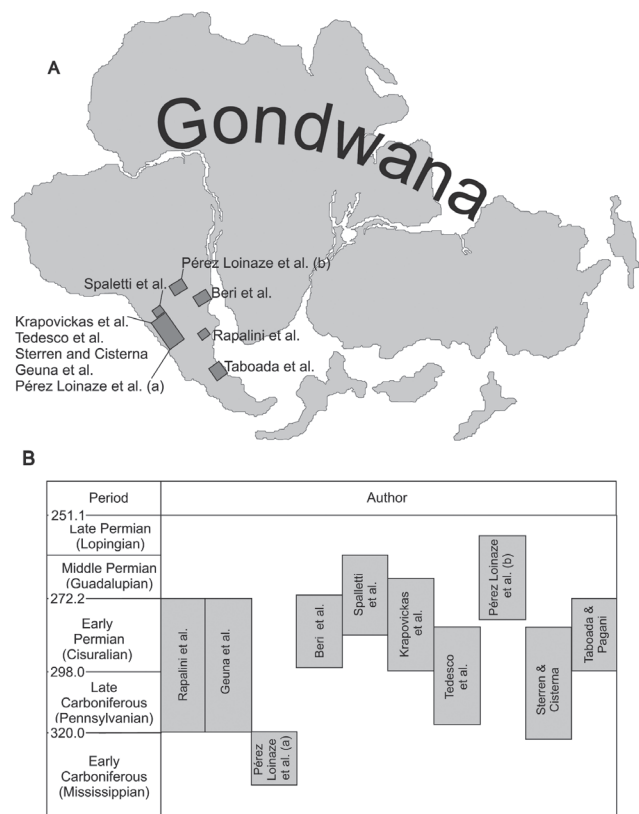 A
Gondwana
Pérez Loinaze et al. (b)
Spaletti et al.
Beri et al.
Krapovickas et al.
Tedesco et al.
Sterren and Cisterna
Geuna et al.
Pérez Loinaze et al. (a)
Rapalini et al.
Taboada et al.
B
Period
Author
251.1
Late Permian
(Lopingian)
Middle Permian
(Guadalupian)
272.2
Early
Permian
(Cisuralian)
298.0
Late
Carboniferous
(Pennsylvanian)
320.0
Early
Carboniferous
(Mississippian)
Rapalini et al.
Geuna et al.
Pérez
Loinaze
et al. (a)
Beri et al.
Spalletti
et al.
Krapovickas
et al.
Tedesco
et al.
Pérez Loinaze
et al. (b)
Sterren &
Cisterna
Taboada &
Pagani